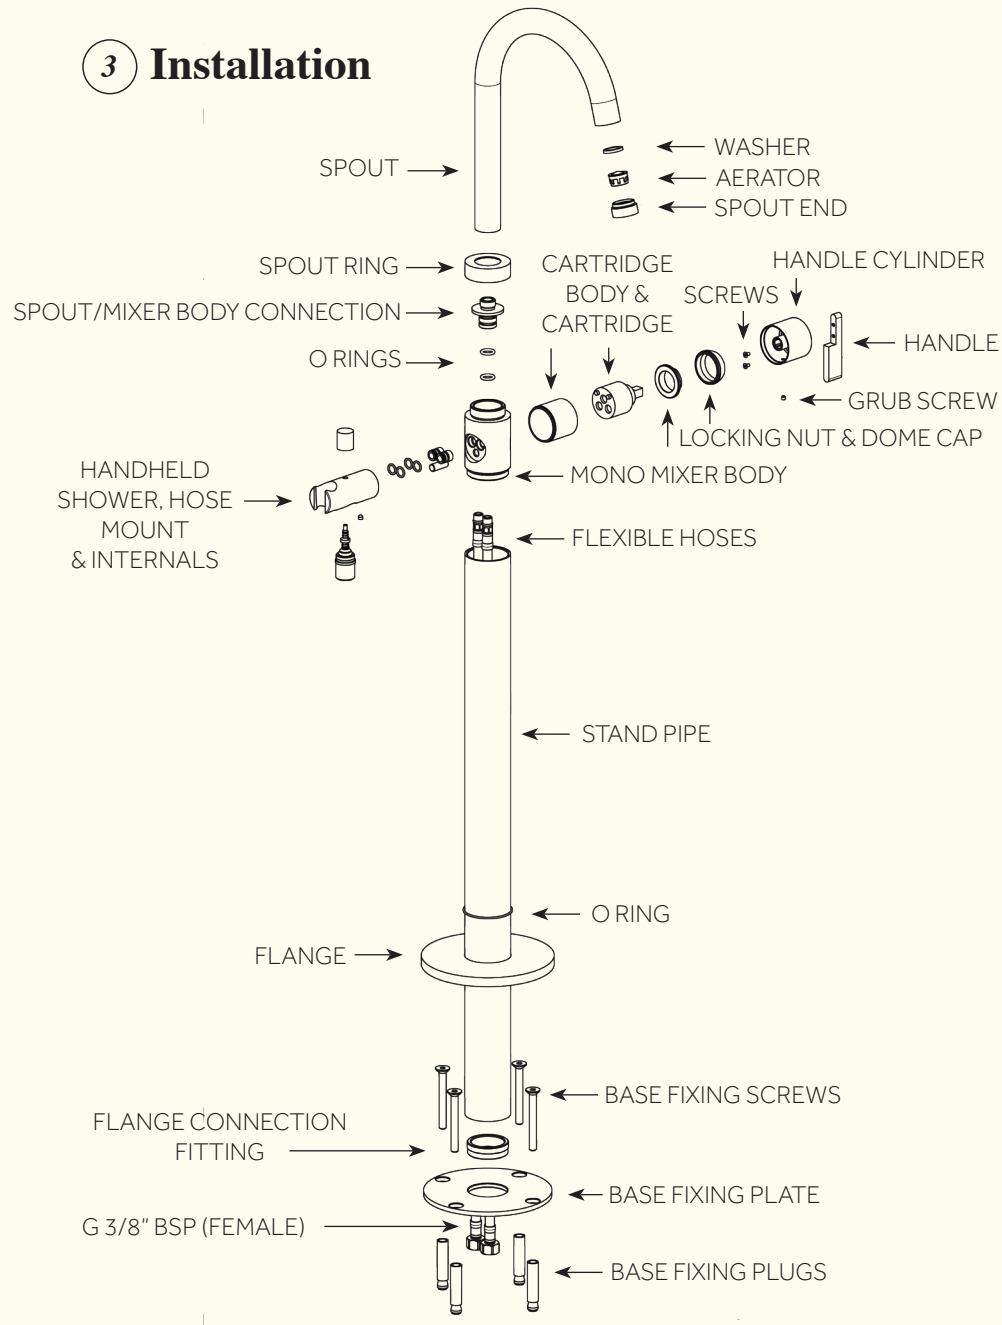 3 Installation
WASHER
SPOUT
AERATOR
SPOUT END
SPOUT RING
CARTRIDGE
BODY &
CARTRIDGE
HANDLE CYLINDER
SCREWS
SPOUT/MIXER BODY CONNECTION
HANDLE
O RINGS
GRUB SCREW
LOCKING NUT & DOME CAP
HANDHELD
SHOWER, HOSE
MOUNT
& INTERNALS
MONO MIXER BODY
FLEXIBLE HOSES
STAND PIPE
O RING
FLANGE
BASE FIXING SCREWS
FLANGE CONNECTION
FITTING
BASE FIXING PLATE
G 3/8" BSP (FEMALE)
BASE FIXING PLUGS